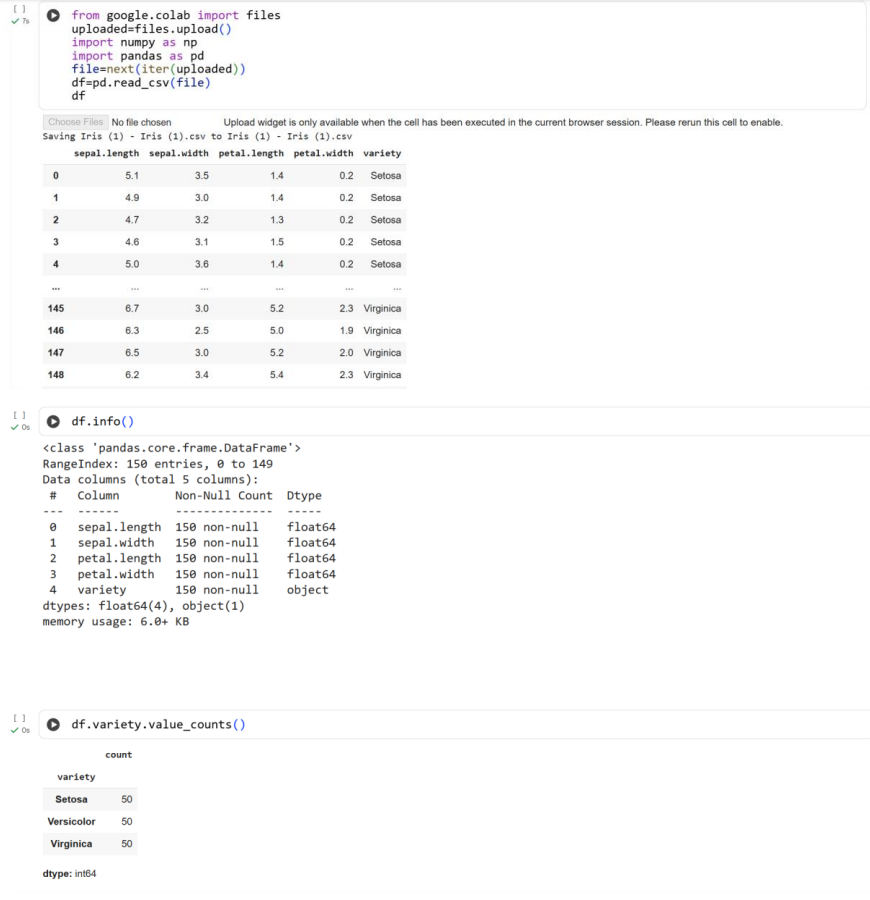 [ ]
✓ 7s
from google.colab import files
uploaded=files.upload()
import numpy as np
import pandas as pd
file=next(iter(uploaded))
df=pd.read_csv(file)
df
Choose Files No file chosen Upload widget is only available when the cell has been executed in the current browser session. Please rerun this cell to enable.
Saving Iris (1) - Iris (1).csv to Iris (1) - Iris (1).csv
sepal.length sepal.width petal.length petal.width variety
0 5.1 3.5 1.4 0.2 Setosa
1 4.9 3.0 1.4 0.2 Setosa
2 4.7 3.2 1.3 0.2 Setosa
3 4.6 3.1 1.5 0.2 Setosa
4 5.0 3.6 1.4 0.2 Setosa
... ... ... ... ... ...
145 6.7 3.0 5.2 2.3 Virginica
146 6.3 2.5 5.0 1.9 Virginica
147 6.5 3.0 5.2 2.0 Virginica
148 6.2 3.4 5.4 2.3 Virginica
[ ]
✓ 0s
df.info()
<class 'pandas.core.frame.DataFrame'>
RangeIndex: 150 entries, 0 to 149
Data columns (total 5 columns):
# Column Non-Null Count Dtype
--- ------ -------------- -----
0 sepal.length 150 non-null float64
1 sepal.width 150 non-null float64
2 petal.length 150 non-null float64
3 petal.width 150 non-null float64
4 variety 150 non-null object
dtypes: float64(4), object(1)
memory usage: 6.0+ KB
[ ]
✓ 0s
df.variety.value_counts()
count
variety
Setosa 50
Versicolor 50
Virginica 50
dtype: int64